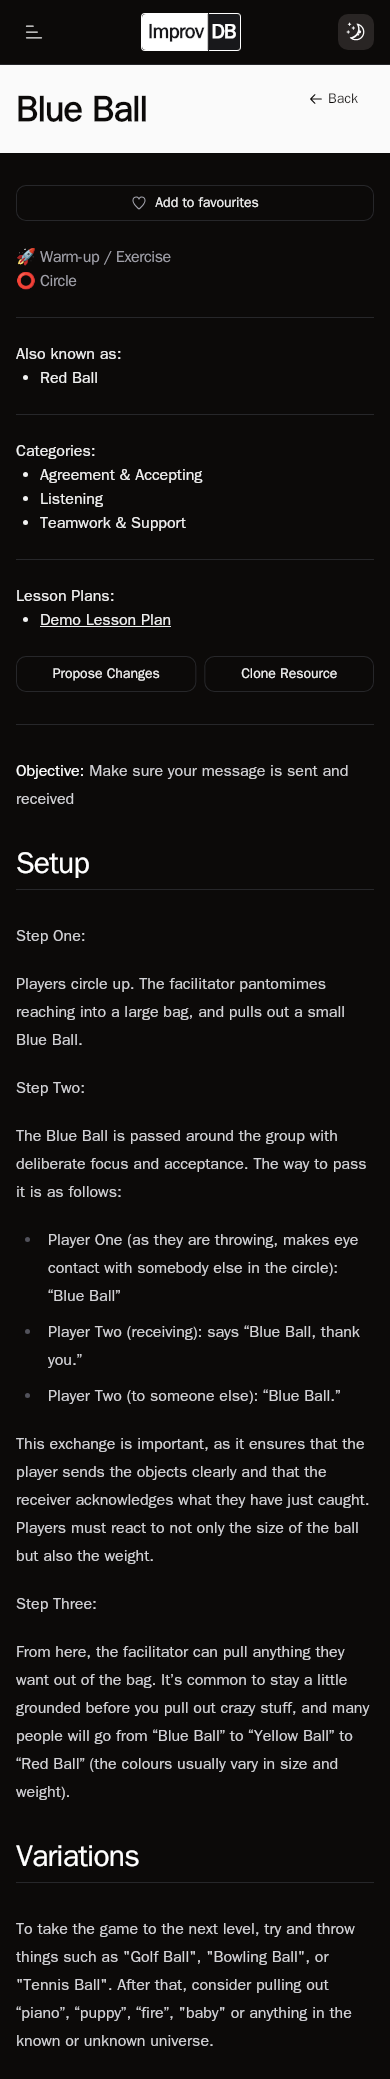 Improv DB
Blue Ball
← Back
Add to favourites
🚀 Warm-up / Exercise
⭕ Circle
Also known as:
• Red Ball
Categories:
• Agreement & Accepting
• Listening
• Teamwork & Support
Lesson Plans:
• Demo Lesson Plan
Propose Changes
Clone Resource
Objective: Make sure your message is sent and
received
Setup
Step One:
Players circle up. The facilitator pantomimes
reaching into a large bag, and pulls out a small
Blue Ball.
Step Two:
The Blue Ball is passed around the group with
deliberate focus and acceptance. The way to pass
it is as follows:
• Player One (as they are throwing, makes eye
contact with somebody else in the circle):
“Blue Ball”
• Player Two (receiving): says “Blue Ball, thank
you.”
• Player Two (to someone else): “Blue Ball.”
This exchange is important, as it ensures that the
player sends the objects clearly and that the
receiver acknowledges what they have just caught.
Players must react to not only the size of the ball
but also the weight.
Step Three:
From here, the facilitator can pull anything they
want out of the bag. It’s common to stay a little
grounded before you pull out crazy stuff, and many
people will go from “Blue Ball” to “Yellow Ball” to
“Red Ball” (the colours usually vary in size and
weight).
Variations
To take the game to the next level, try and throw
things such as "Golf Ball", "Bowling Ball", or
"Tennis Ball". After that, consider pulling out
“piano”, “puppy”, “fire”, "baby" or anything in the
known or unknown universe.